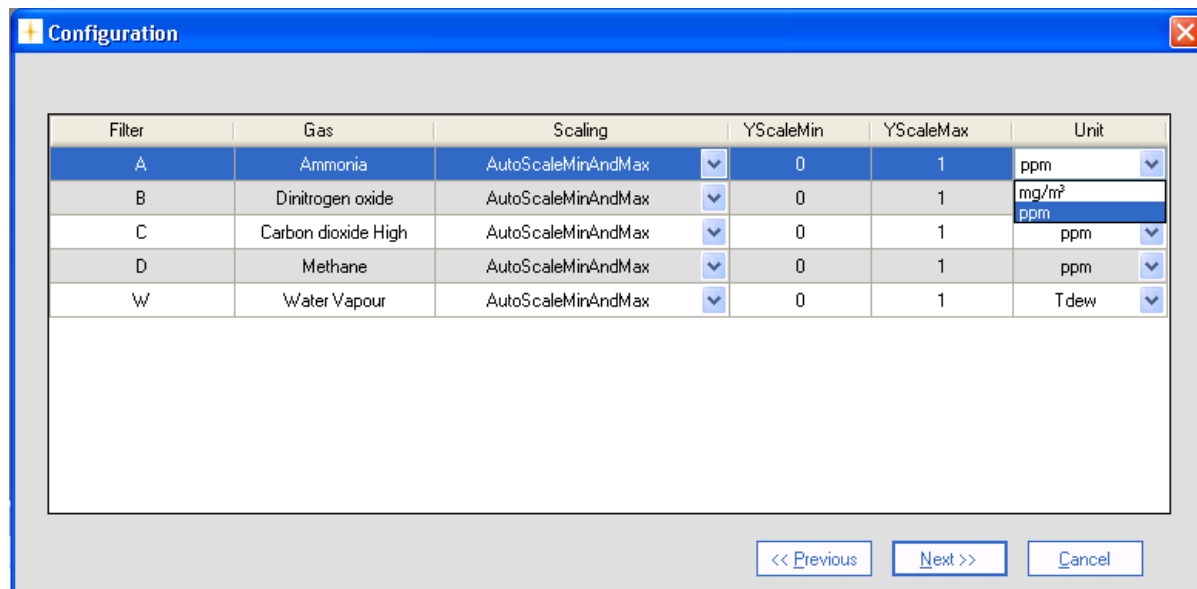 Configuration
Filter Gas Scaling YScaleMin YScaleMax Unit
A Ammonia AutoScaleMinAndMax 0 1 ppm
mg/m³
ppm
B Dinitrogen oxide AutoScaleMinAndMax 0 1
C Carbon dioxide High AutoScaleMinAndMax 0 1 ppm
D Methane AutoScaleMinAndMax 0 1 ppm
W Water Vapour AutoScaleMinAndMax 0 1 Tdew
<< Previous Next >> Cancel